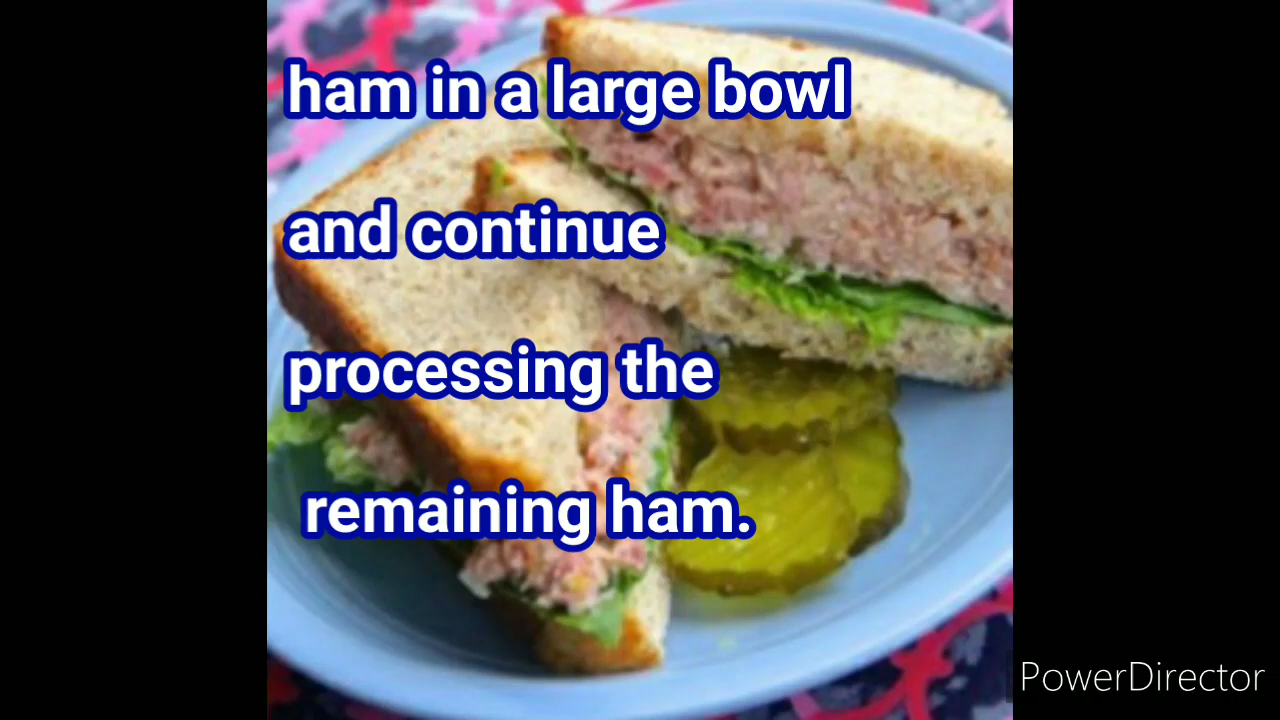 ham in a large bowl
and continue
processing the
remaining ham.
PowerDirector